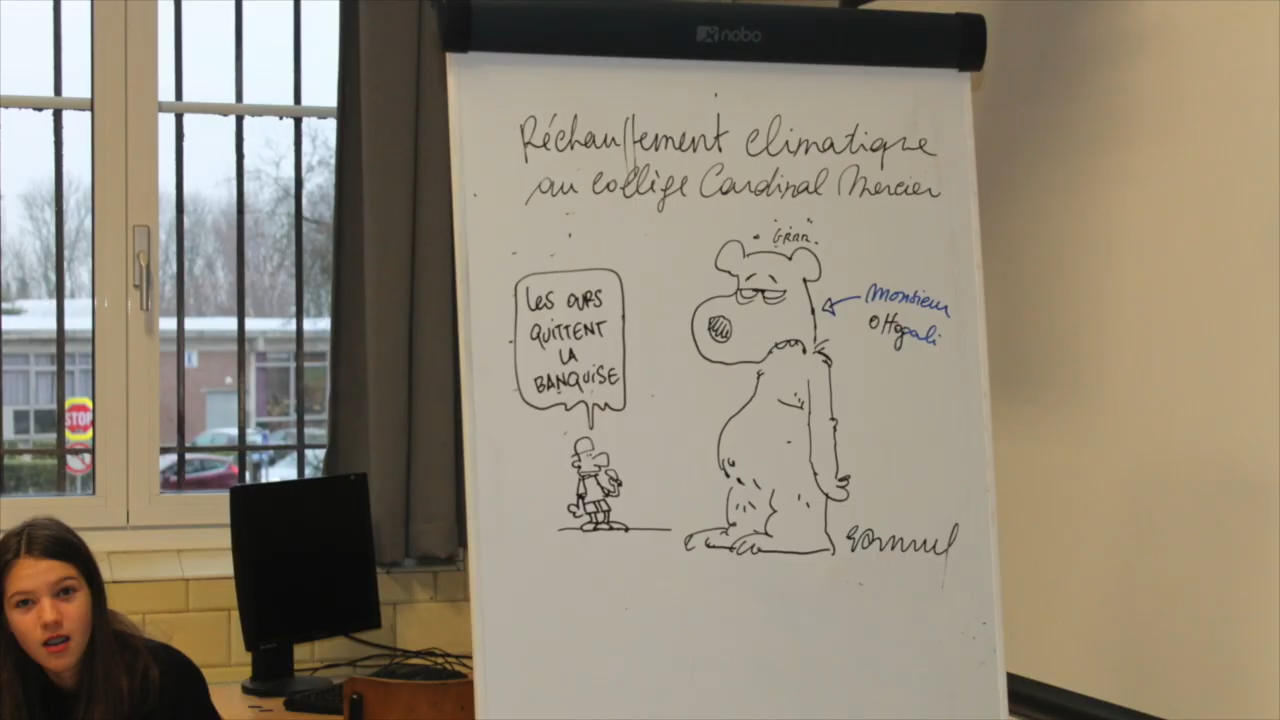 nobo
Réchauffement climatique
au collège Cardinal Mercier
GRRR.
LES OURS
QUITTENT
LA
BANQUISE
Monsieur
Ottogali
STOP